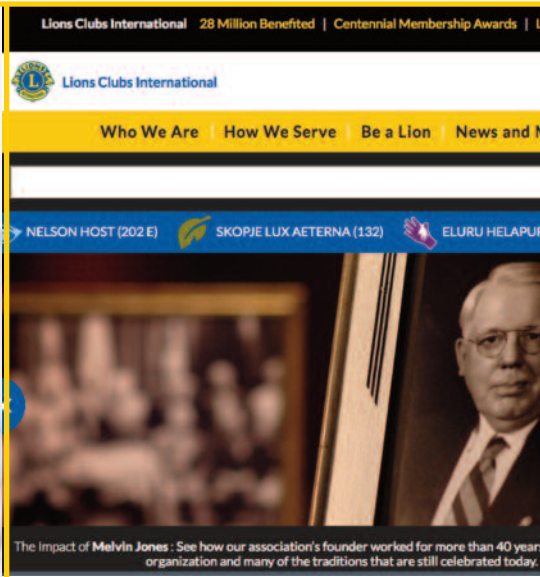 Lions Clubs International 28 Million Benefited | Centennial Membership Awards |
L
Lions Clubs International
Who We Are How We Serve Be a Lion News and
NELSON HOST (202 E) SKOPJE LUX AETERNA (132) ELURU
The Impact of Melvin Jones : See how our association's founder worked for more than 40 years
organization and many of the traditions that are still celebrated today.